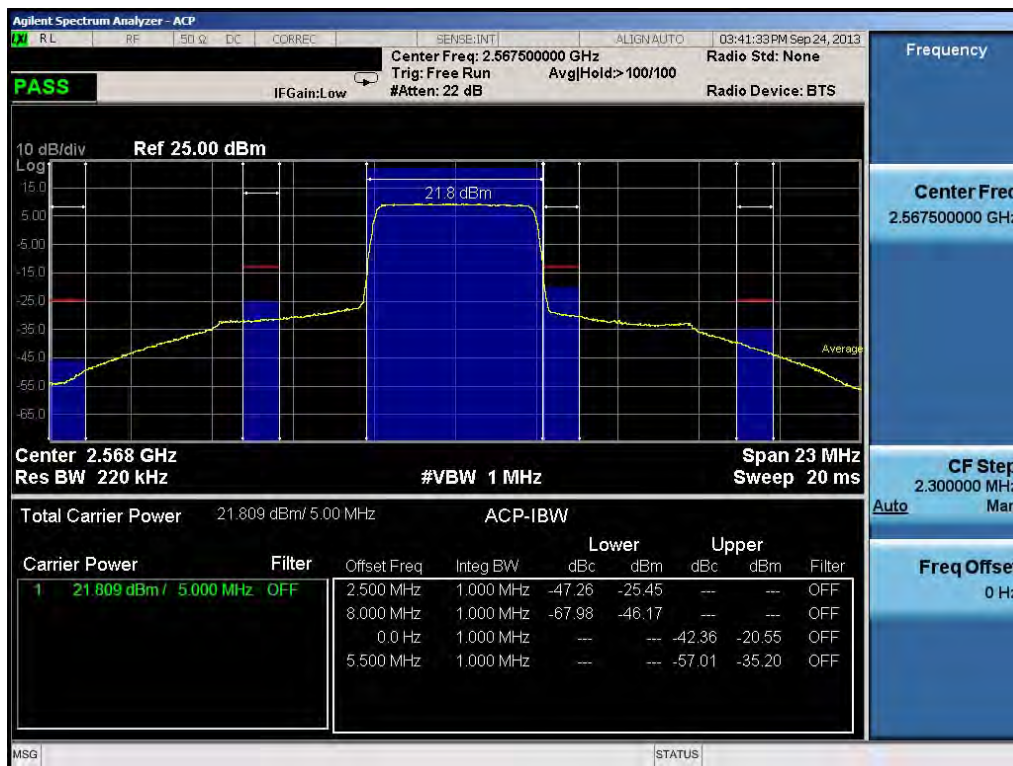 Agilent Spectrum Analyzer - ACP
LXI RL RF 50 Ω DC CORREC SENSE:INT ALIGNAUTO 03:41:33 PM Sep 24, 2013
Center Freq: 2.567500000 GHz Radio Std: None
Trig: Free Run Avg|Hold:> 100/100
PASS IFGain:Low #Atten: 22 dB Radio Device: BTS
10 dB/div Ref 25.00 dBm
Log
15.0
21.8 dBm
5.00
-5.00
-15.0
-25.0
-35.0
Average
-45.0
-55.0
-65.0
Center 2.568 GHz Span 23 MHz
Res BW 220 kHz #VBW 1 MHz Sweep 20 ms
Total Carrier Power 21.809 dBm/ 5.00 MHz ACP-IBW
Lower Upper
Carrier Power Filter Offset Freq Integ BW dBc dBm dBc dBm Filter
1 21.809 dBm / 5.000 MHz OFF 2.500 MHz 1.000 MHz -47.26 -25.45 --- --- OFF
8.000 MHz 1.000 MHz -67.98 -46.17 --- --- OFF
0.0 Hz 1.000 MHz --- --- -42.36 -20.55 OFF
5.500 MHz 1.000 MHz --- --- -57.01 -35.20 OFF
MSG STATUS
Frequency
Center Freq
2.567500000 GHz
CF Step
2.300000 MHz
Auto Man
Freq Offset
0 Hz